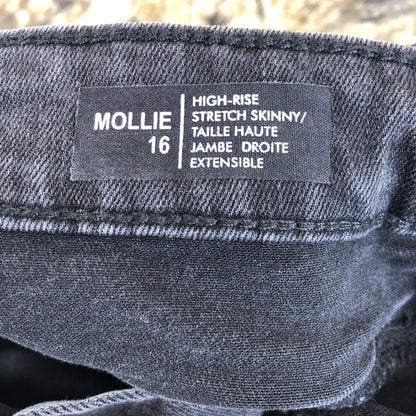 MOLLIE
16
HIGH-RISE
STRETCH SKINNY/
TAILLE HAUTE
JAMBE DROITE
EXTENSIBLE